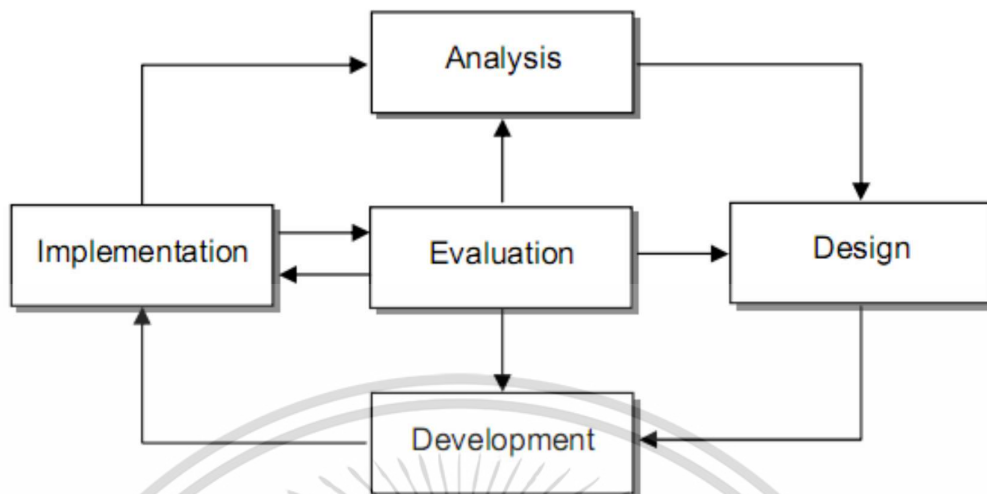 Analysis
Implementation
Evaluation
Design
Development